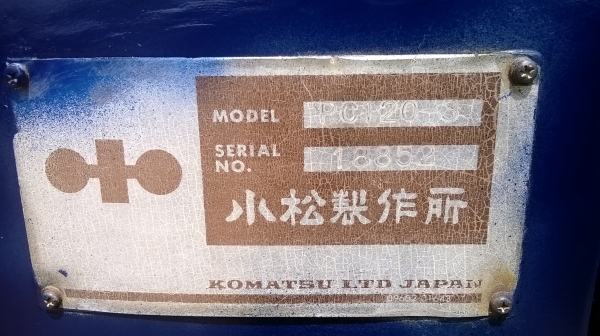 MODEL PC120-3
SERIAL NO. 18852
小松製作所
KOMATSU LTD JAPAN